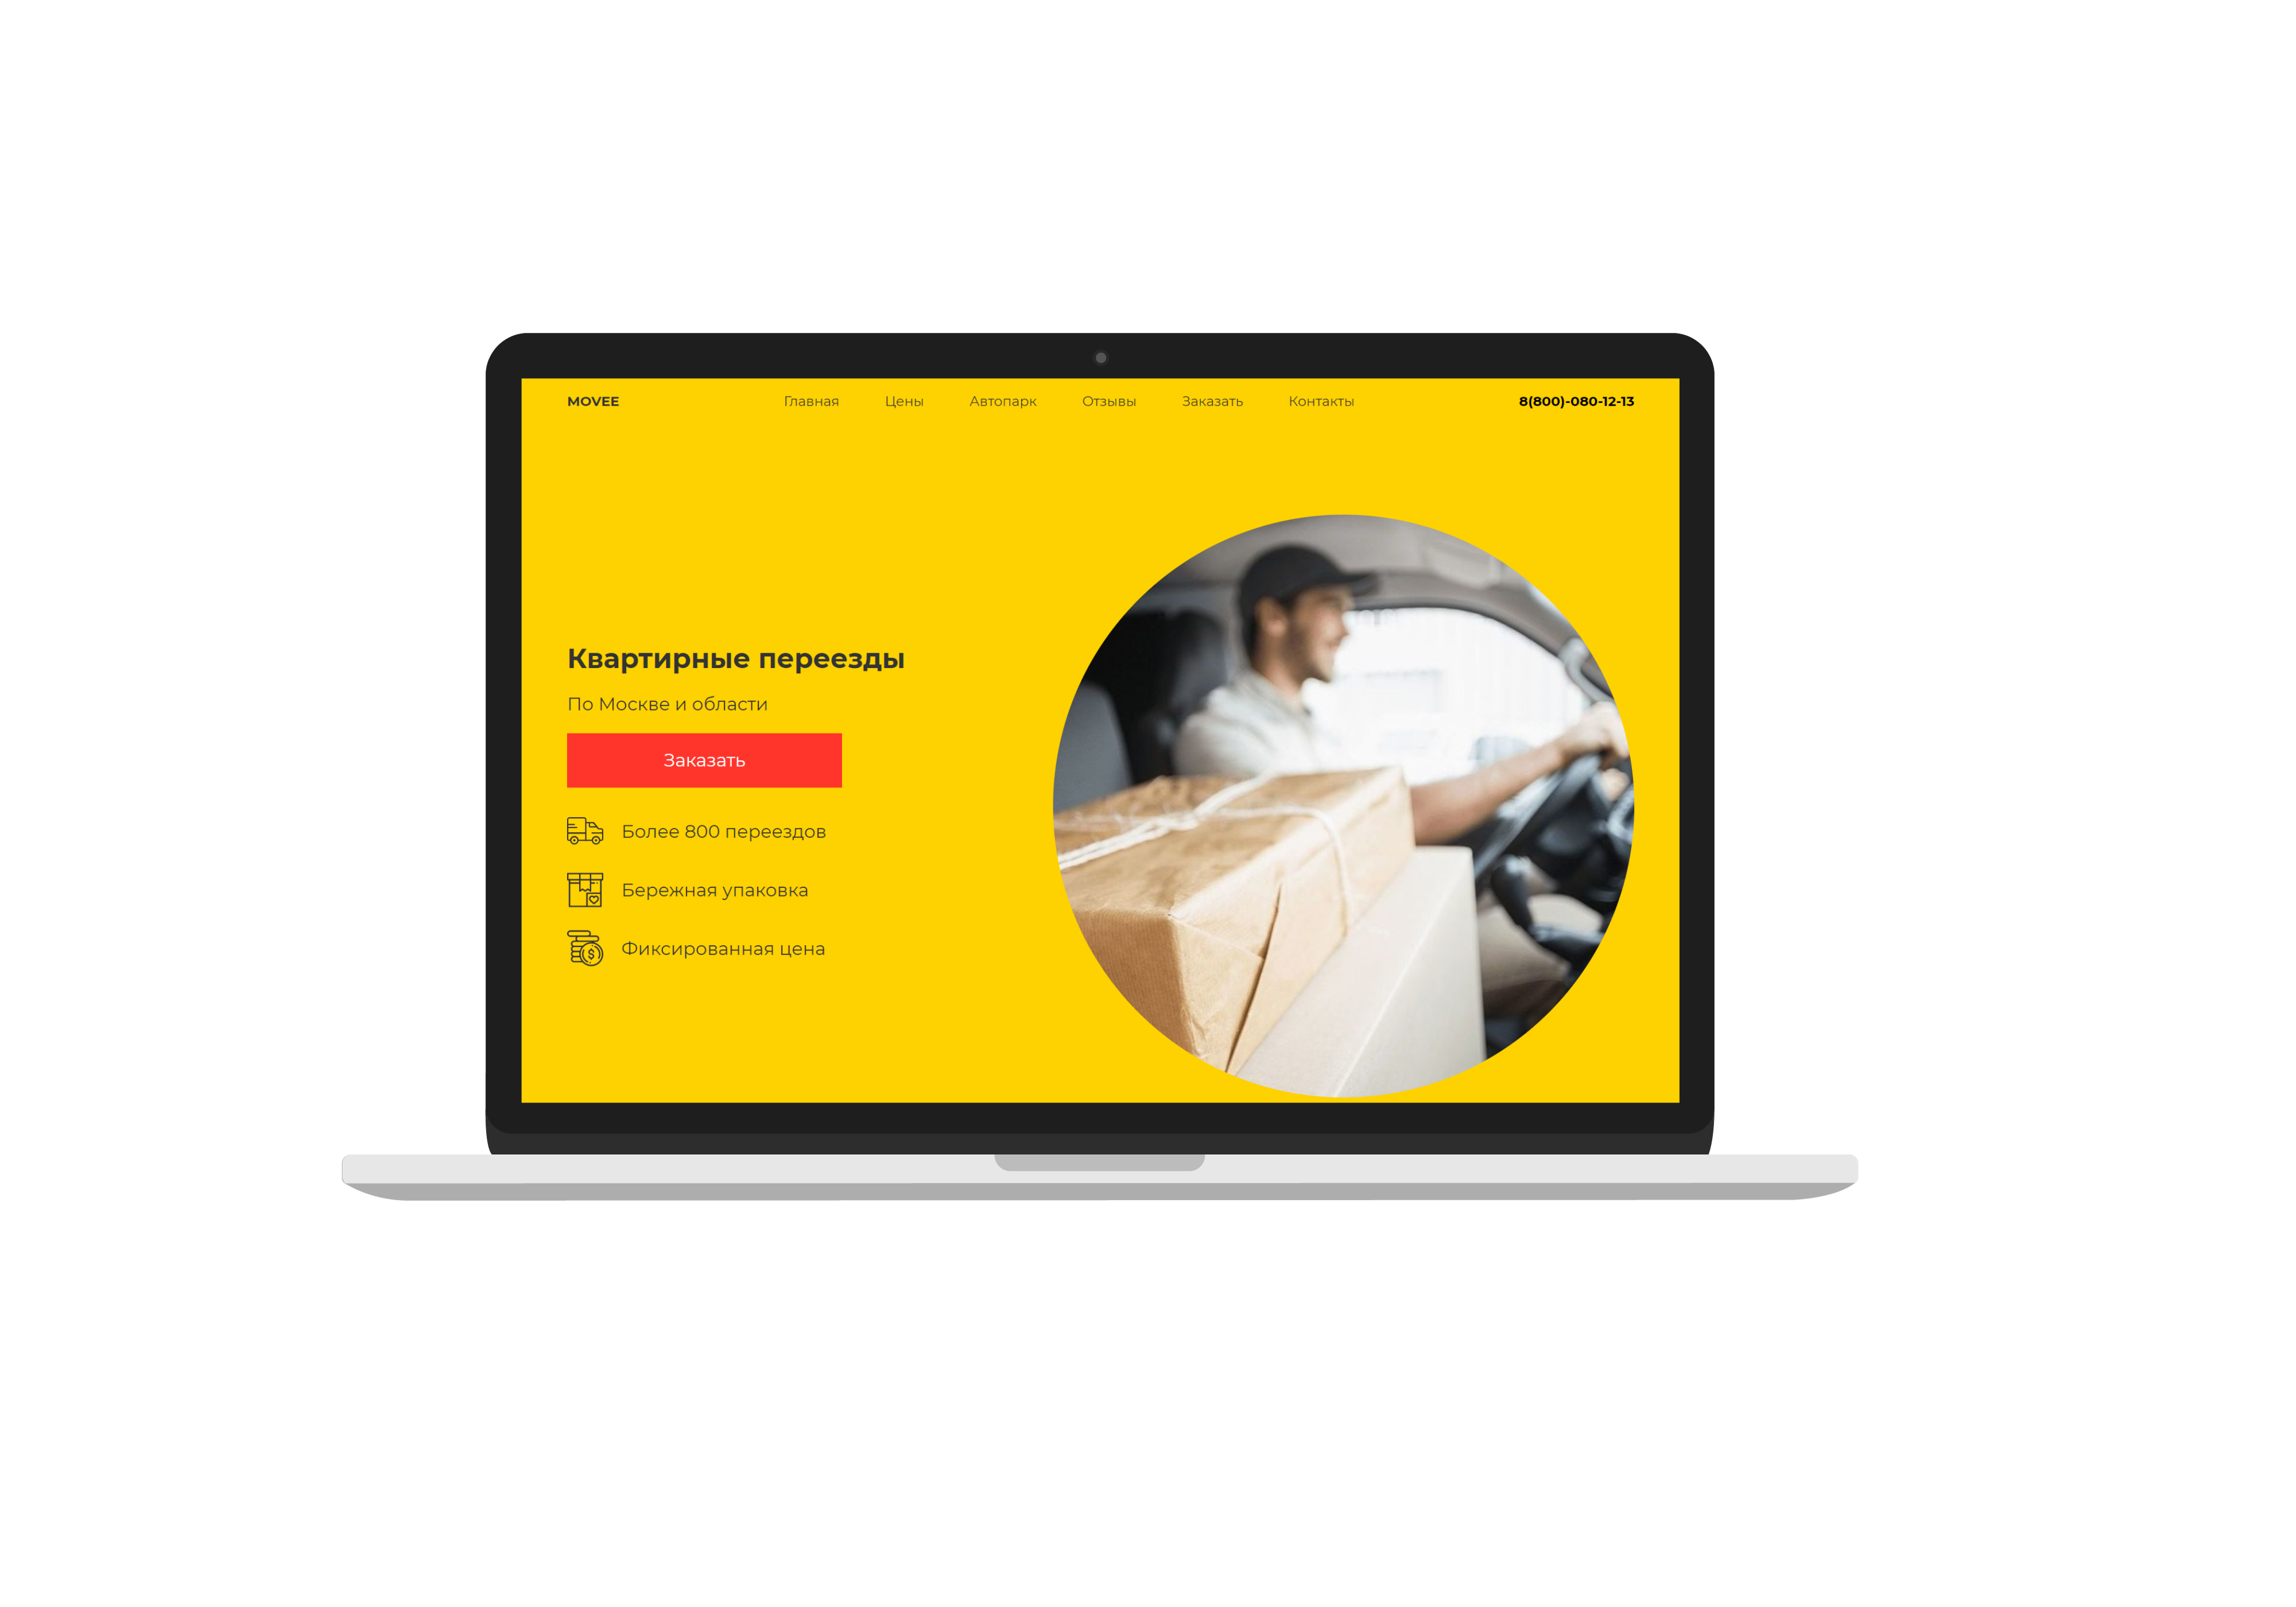 MOVEE
Главная
Цены
Автопарк
Отзывы
Заказать
Контакты
8(800)-080-12-13
Квартирные переезды
По Москве и области
Заказать
Более 800 переездов
Бережная упаковка
Фиксированная цена